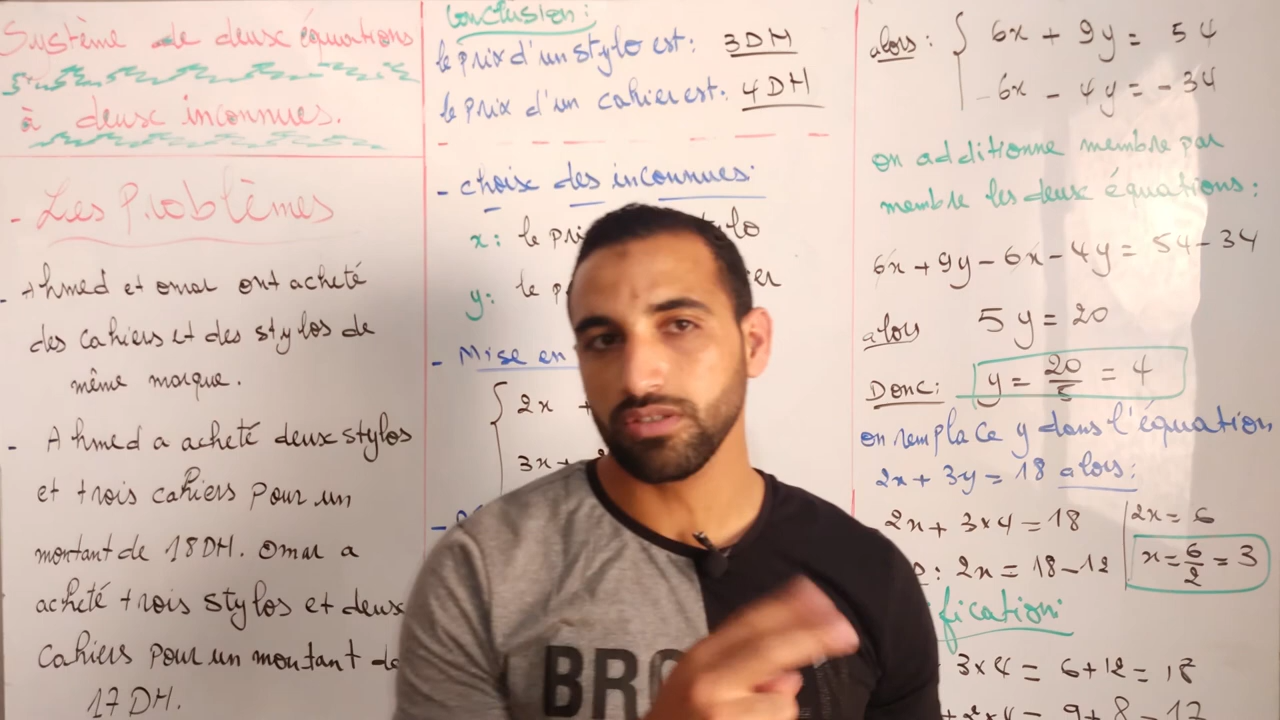 Système de deux équations
à deux inconnues.
- Les Problèmes
- Ahmed et omar ont acheté
des cahiers et des stylos de
même marque.
- Ahmed a acheté deux stylos
et trois cahiers pour un
montant de 18DH. Omar a
acheté trois stylos et deux
cahiers pour un montant de
17DH.
Conclusion:
le prix d'un stylo est: 3DH
le prix d'un cahier est: 4DH
- choix des inconnues:
x: le
y: le
- Mise en
2x +
3x +
alors: { 6x + 9y = 54
-6x - 4y = -34
on additionne membre par
membre les deux équations:
6x + 9y - 6x - 4y = 54 - 34
alors 5y = 20
Donc: y = 20/5 = 4
on remplace y dans l'équation
2x + 3y = 18 alors:
2x + 3×4 = 18
2x = 18 - 12
2x = 6
x = 6/2 = 3
fication:
3×4 = 6+12 = 18
9+8 = 17
BRO